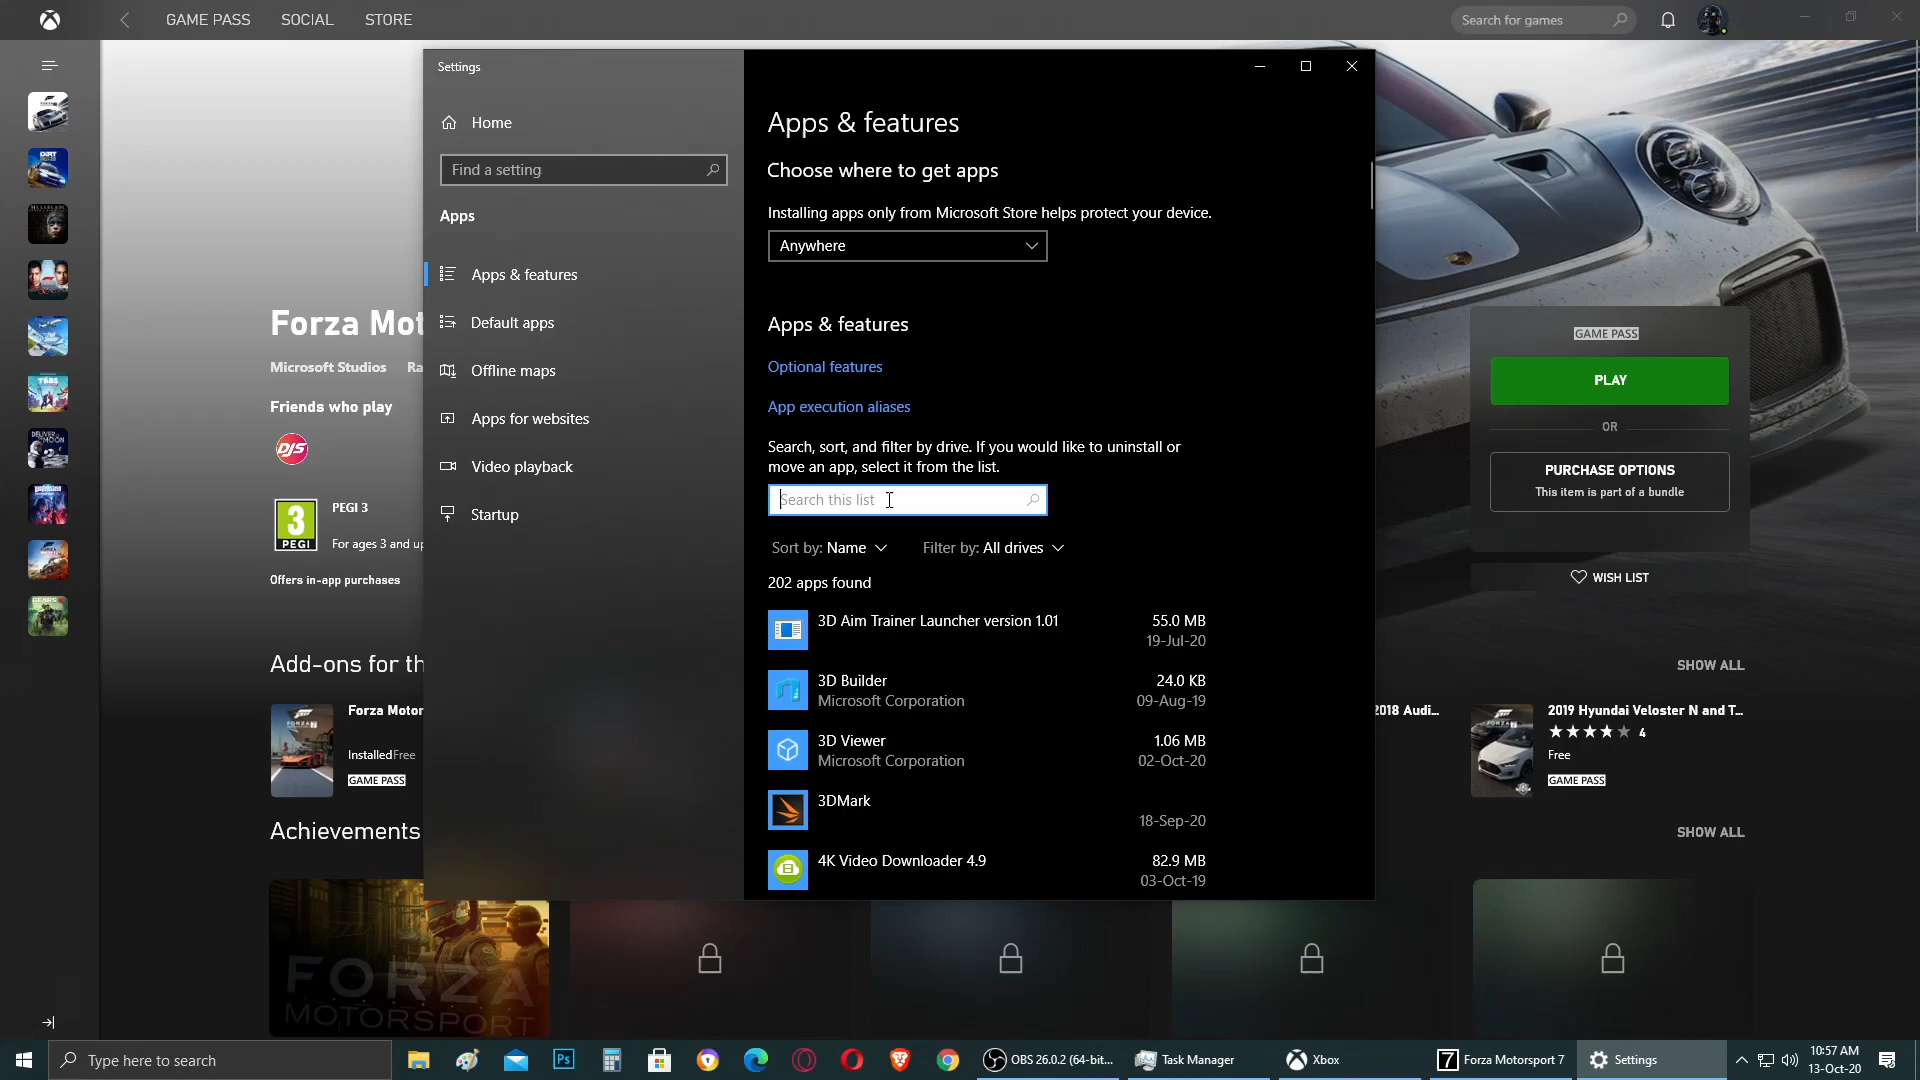 GAME PASS
SOCIAL
STORE
Search for games
Settings
Home
Find a setting
Apps
Apps & features
Default apps
Offline maps
Apps for websites
Video playback
Startup
Apps & features
Choose where to get apps
Installing apps only from Microsoft Store helps protect your device.
Anywhere
Apps & features
Optional features
App execution aliases
Search, sort, and filter by drive. If you would like to uninstall or
move an app, select it from the list.
Search this list
Sort by: Name
Filter by: All drives
202 apps found
3D Aim Trainer Launcher version 1.01
55.0 MB
19-Jul-20
3D Builder
24.0 KB
Microsoft Corporation
09-Aug-19
3D Viewer
1.06 MB
Microsoft Corporation
02-Oct-20
3DMark
18-Sep-20
4K Video Downloader 4.9
82.9 MB
03-Oct-19
Forza Mot
Microsoft Studios
Ra
Friends who play
DJS
3
PEGI
PEGI 3
For ages 3 and u
Offers in-app purchases
Add-ons for th
Forza Motor
Installed Free
GAME PASS
Achievements
FORZA
MOTORSPORT
GAME PASS
PLAY
OR
PURCHASE OPTIONS
This item is part of a bundle
WISH LIST
SHOW ALL
2018 Audi...
2019 Hyundai Veloster N and T...
4
Free
GAME PASS
SHOW ALL
Type here to search
Ps
OBS 26.0.2 (64-bit...
Task Manager
Xbox
7
Forza Motorsport 7
Settings
10:57 AM
13-Oct-20